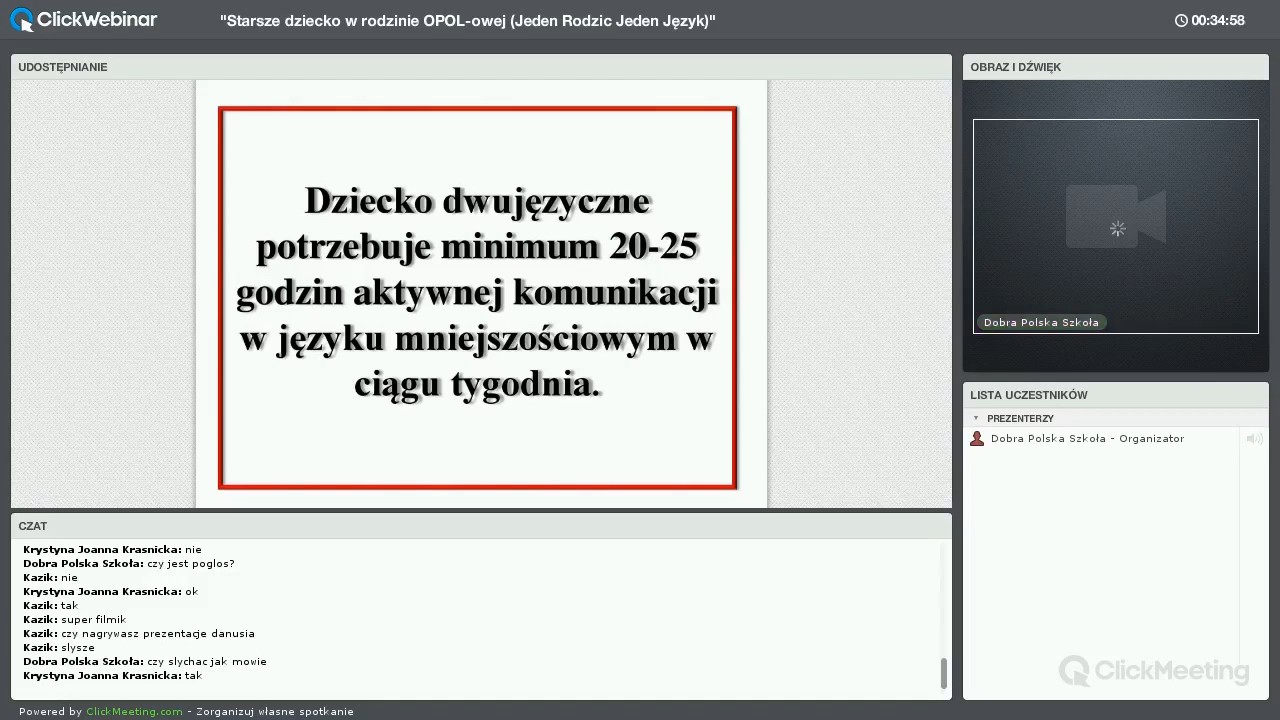 ClickWebinar
"Starsze dziecko w rodzinie OPOL-owej (Jeden Rodzic Jeden Język)"
00:34:58
UDOSTĘPNIANIE
Dziecko dwujęzyczne
potrzebuje minimum 20-25
godzin aktywnej komunikacji
w języku mniejszościowym w
ciągu tygodnia.
CZAT
Krystyna Joanna Krasnicka: nie
Dobra Polska Szkoła: czy jest poglos?
Kazik: nie
Krystyna Joanna Krasnicka: ok
Kazik: tak
Kazik: super filmik
Kazik: czy nagrywasz prezentacje danusia
Kazik: slysze
Dobra Polska Szkoła: czy slychac jak mowie
Krystyna Joanna Krasnicka: tak
OBRAZ I DŹWIĘK
Dobra Polska Szkoła
LISTA UCZESTNIKÓW
PREZENTERZY
Dobra Polska Szkoła - Organizator
ClickMeeting
Powered by ClickMeeting.com - Zorganizuj własne spotkanie